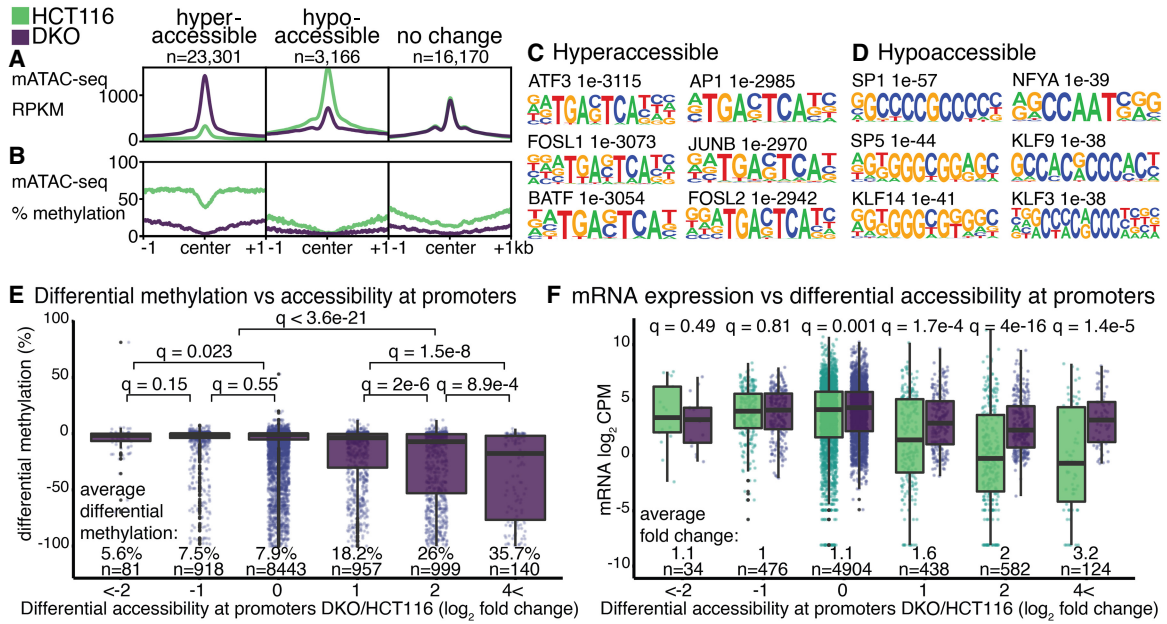 HCT116
DKO
hyper-
accessible
n=23,301
hypo-
accessible
n=3,166
no change
n=16,170
A
mATAC-seq
RPKM
1000
0
B
mATAC-seq
% methylation
100
50
0
-1 center +1
center +1
-1 center +1kb
C Hyperaccessible
ATF3 1e-3115
AP1 1e-2985
FOSL1 1e-3073
JUNB 1e-2970
BATF 1e-3054
FOSL2 1e-2942
D Hypoaccessible
SP1 1e-57
NFYA 1e-39
SP5 1e-44
KLF9 1e-38
KLF14 1e-41
KLF3 1e-38
E Differential methylation vs accessibility at promoters
differential methylation (%)
100
50
0
-50
-100
q < 3.6e-21
q = 0.023
q = 1.5e-8
q = 0.15
q = 0.55
q = 2e-6
q = 8.9e-4
average
differential
methylation:
5.6% 7.5% 7.9% 18.2% 26% 35.7%
n=81 n=918 n=8443 n=957 n=999 n=140
<-2 -1 0 1 2 4<
Differential accessibility at promoters DKO/HCT116 (log2 fold change)
F mRNA expression vs differential accessibility at promoters
q = 0.49 q = 0.81 q = 0.001 q = 1.7e-4 q = 4e-16 q = 1.4e-5
mRNA log2 CPM
10
5
0
-5
-10
average
fold change:
1.1 1 1.1 1.6 2 3.2
n=34 n=476 n=4904 n=438 n=582 n=124
<-2 -1 0 1 2 4<
Differential accessibility at promoters DKO/HCT116 (log2 fold change)